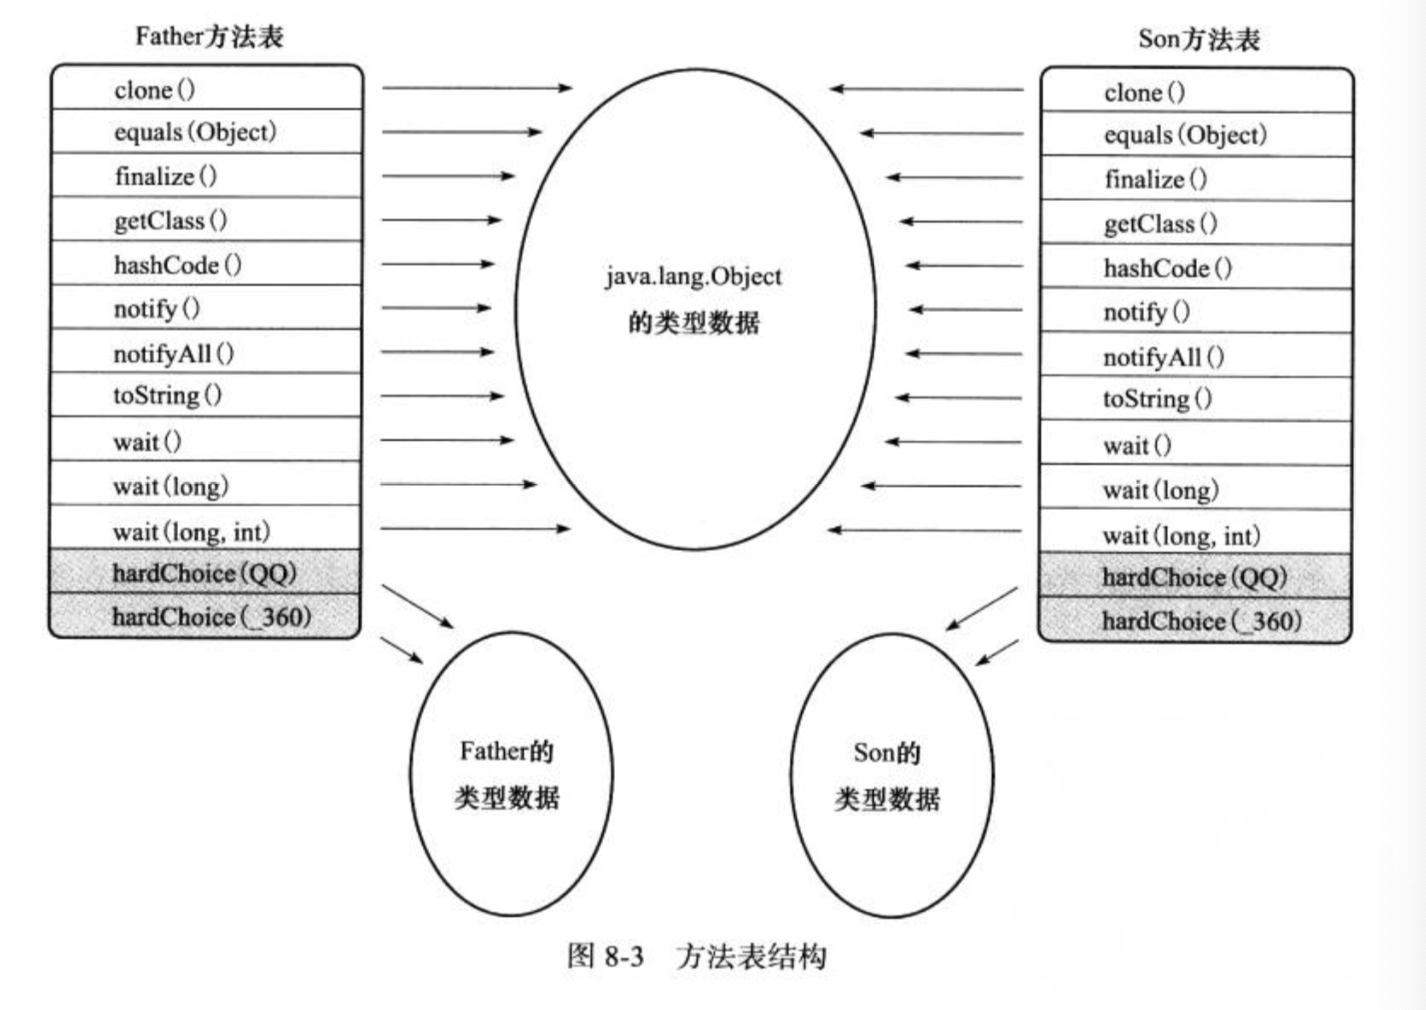 Father方法表
clone()
equals(Object)
finalize()
getClass()
hashCode()
notify()
notifyAll()
toString()
wait()
wait(long)
wait(long, int)
hardChoice(QQ)
hardChoice(_360)
java.lang.Object
的类型数据
Son方法表
clone()
equals(Object)
finalize()
getClass()
hashCode()
notify()
notifyAll()
toString()
wait()
wait(long)
wait(long, int)
hardChoice(QQ)
hardChoice(_360)
Father的
类型数据
Son的
类型数据
图 8-3 方法表结构